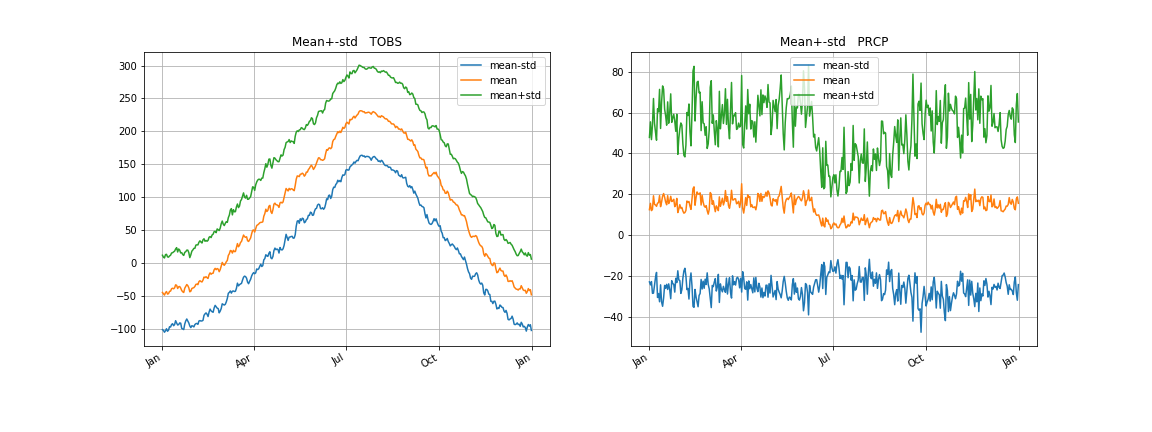 Mean+-std   TOBS
mean-std
mean
mean+std
300
250
200
150
100
50
0
−50
−100
Jan
Apr
Jul
Oct
Jan
Mean+-std   PRCP
mean-std
mean
mean+std
80
60
40
20
0
−20
−40
Jan
Apr
Jul
Oct
Jan